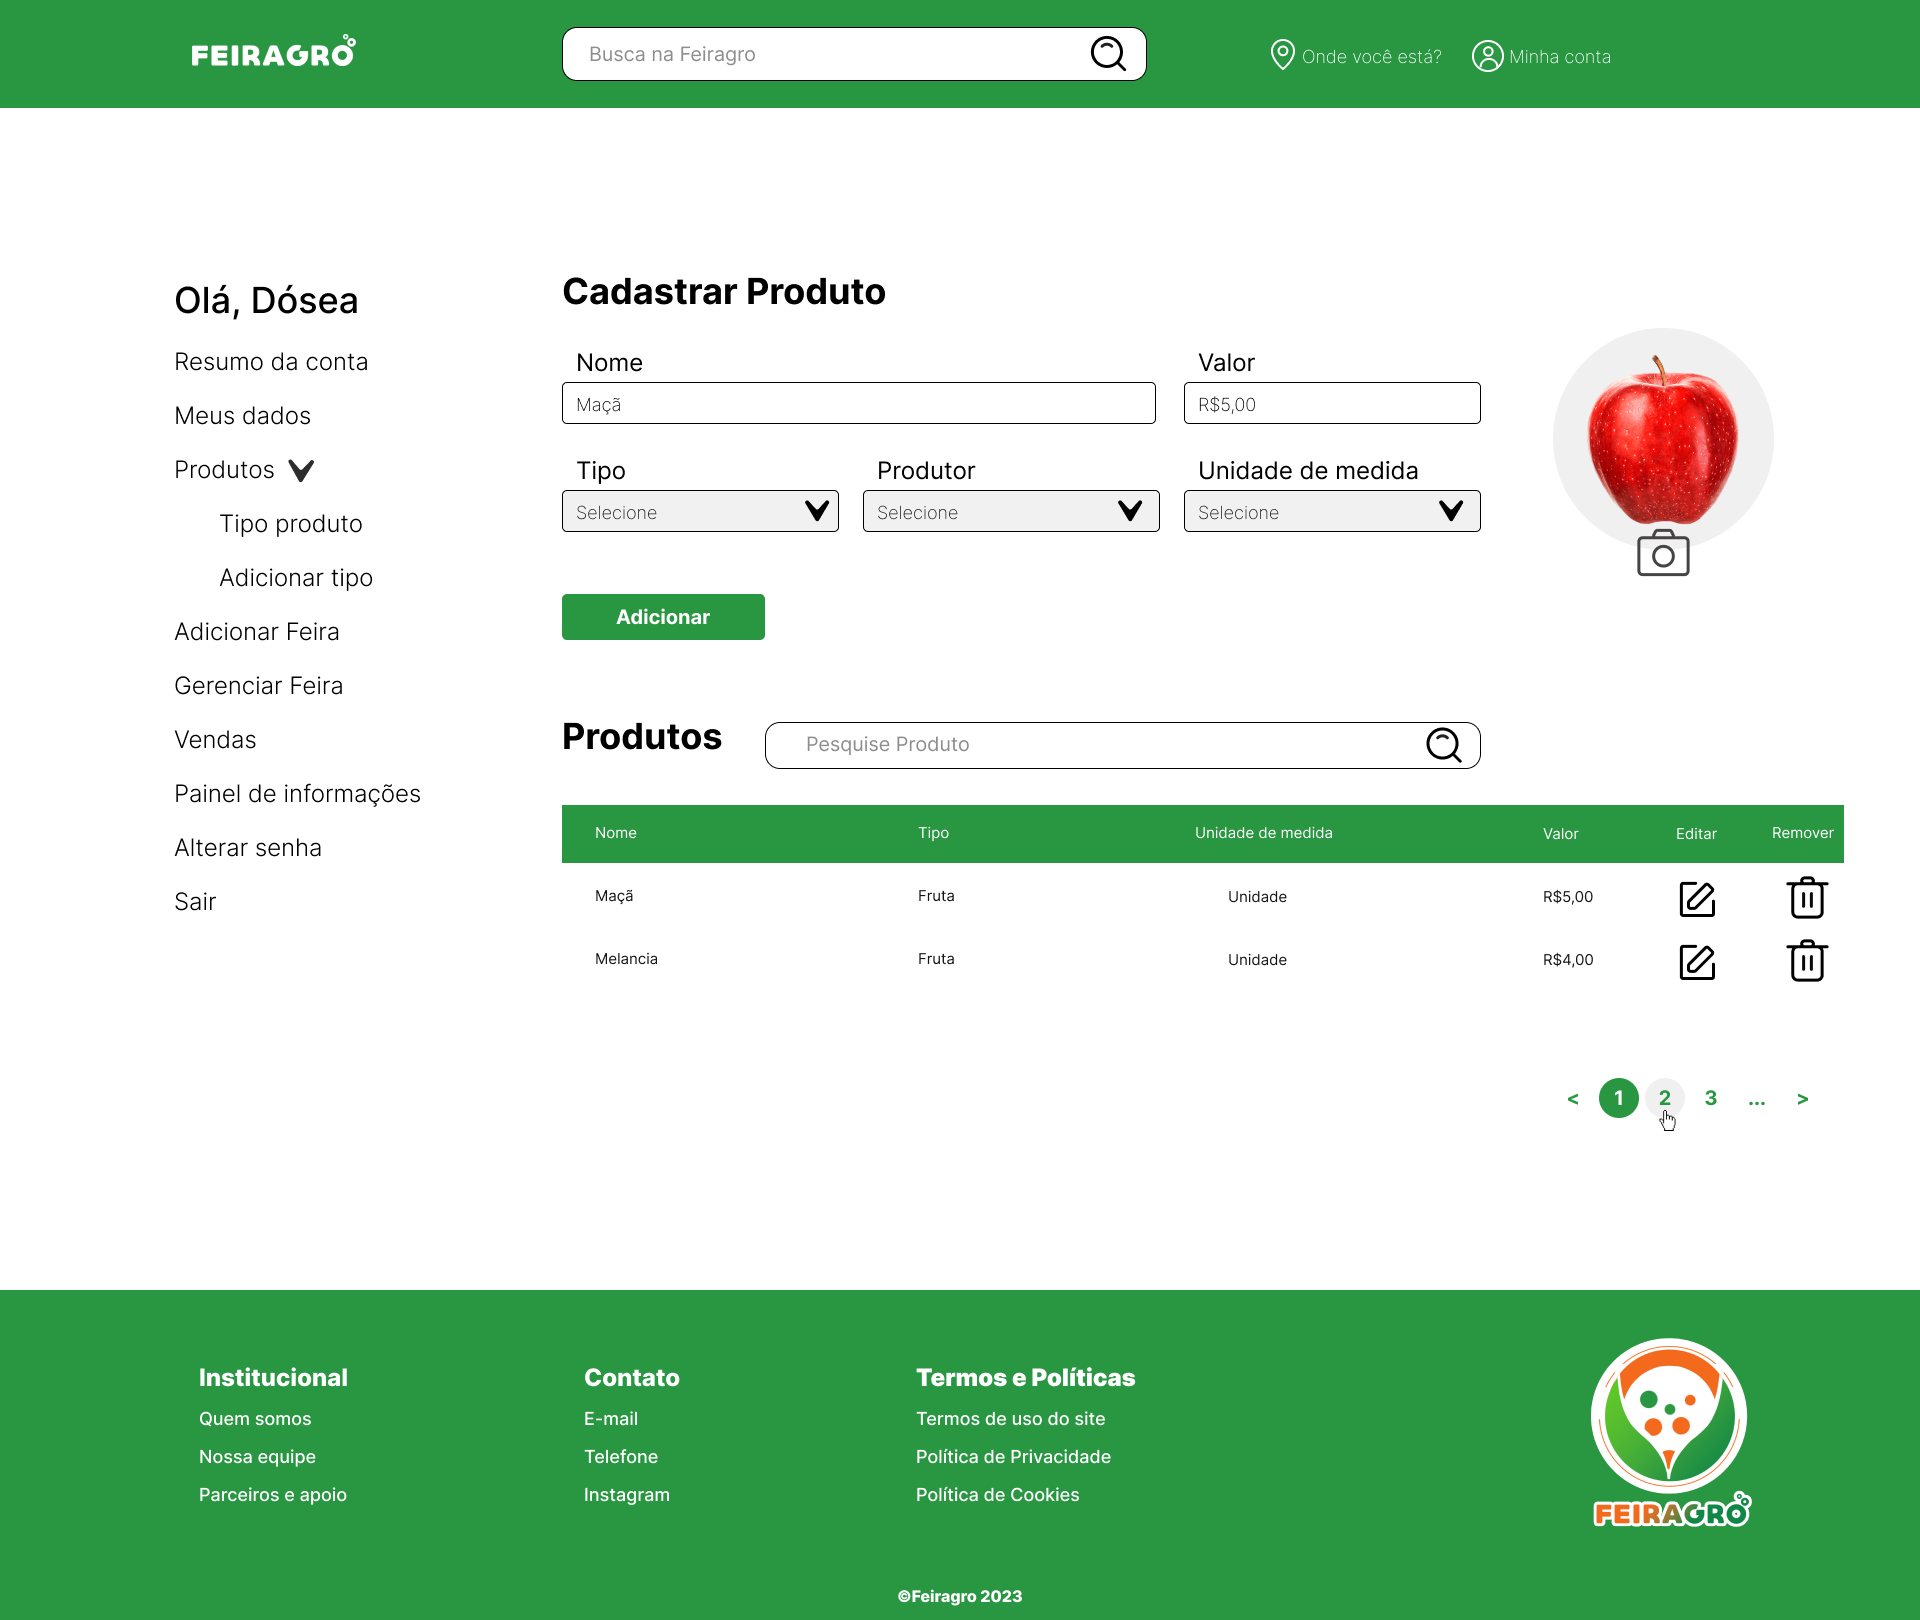 FEIRAGRO
Busca na Feiragro
Onde você está?
Minha conta
Olá, Dósea
Resumo da conta
Meus dados
Produtos
Tipo produto
Adicionar tipo
Adicionar Feira
Gerenciar Feira
Vendas
Painel de informações
Alterar senha
Sair
Cadastrar Produto
Nome
Valor
Maçã
R$5,00
Tipo
Produtor
Unidade de medida
Selecione
Selecione
Selecione
Adicionar
Produtos
Pesquise Produto
Nome Tipo Unidade de medida Valor Editar Remover
Maçã Fruta Unidade R$5,00
Melancia Fruta Unidade R$4,00
< 1 2 3 ... >
Institucional
Quem somos
Nossa equipe
Parceiros e apoio
Contato
E-mail
Telefone
Instagram
Termos e Políticas
Termos de uso do site
Política de Privacidade
Política de Cookies
FEIRAGRO
©Feiragro 2023